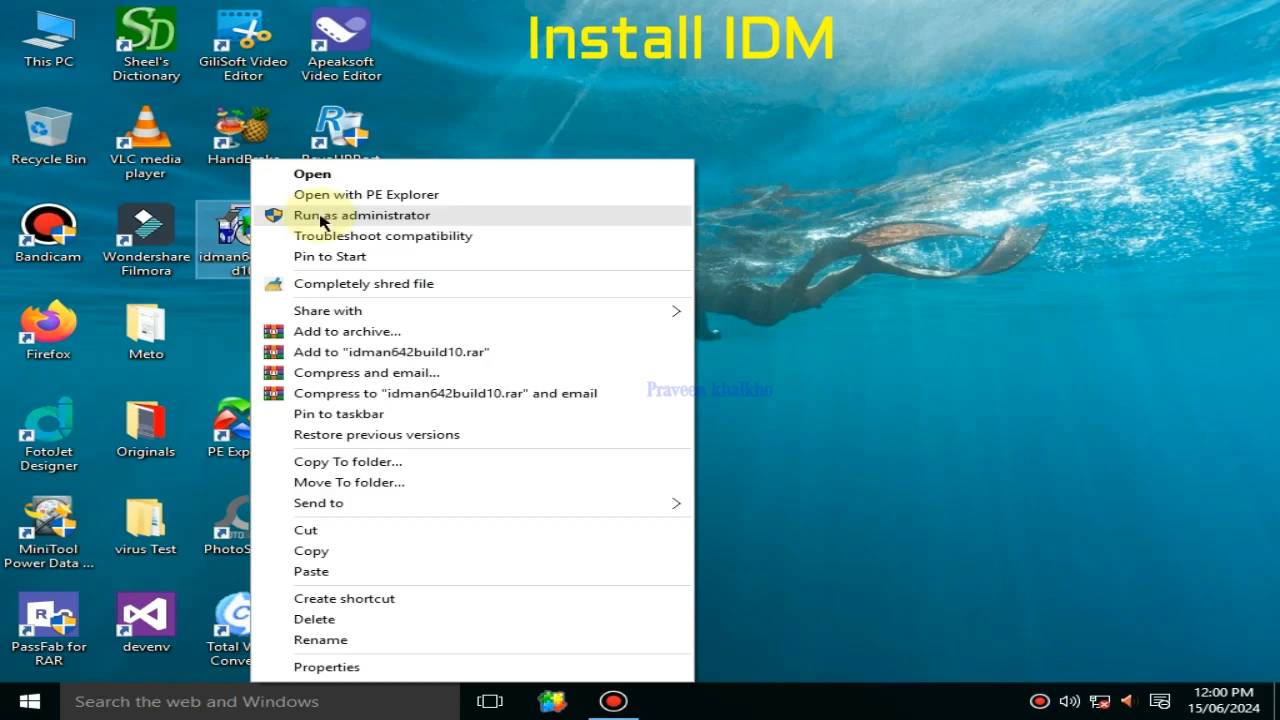 Install IDM
This PC
Sheel's
Dictionary
GiliSoft Video
Editor
Apeaksoft
Video Editor
Recycle Bin
VLC media
player
Bandicam
Wondershare
Filmora
Firefox
Meto
FotoJet
Designer
Originals
MiniTool
Power Data ...
virus Test
PassFab for
RAR
devenv
Open
Open with PE Explorer
Run as administrator
Troubleshoot compatibility
Pin to Start
Completely shred file
Share with
Add to archive...
Add to "idman642build10.rar"
Compress and email...
Compress to "idman642build10.rar" and email
Pin to taskbar
Restore previous versions
Copy To folder...
Move To folder...
Send to
Cut
Copy
Paste
Create shortcut
Delete
Rename
Properties
Praveen khalkho
Search the web and Windows
12:00 PM
15/06/2024